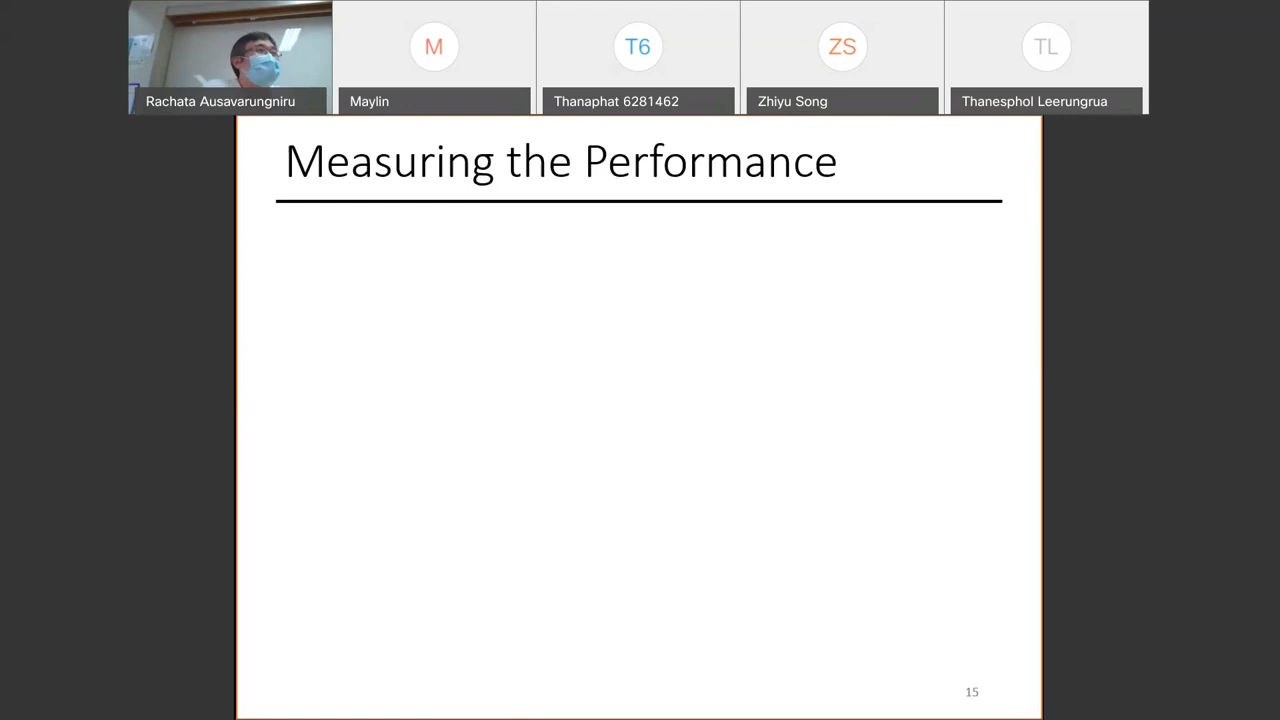 M
T6
ZS
TL
Rachata Ausavarungniru
Maylin
Thanaphat 6281462
Zhiyu Song
Thanesphol Leerungrua
Measuring the Performance
15